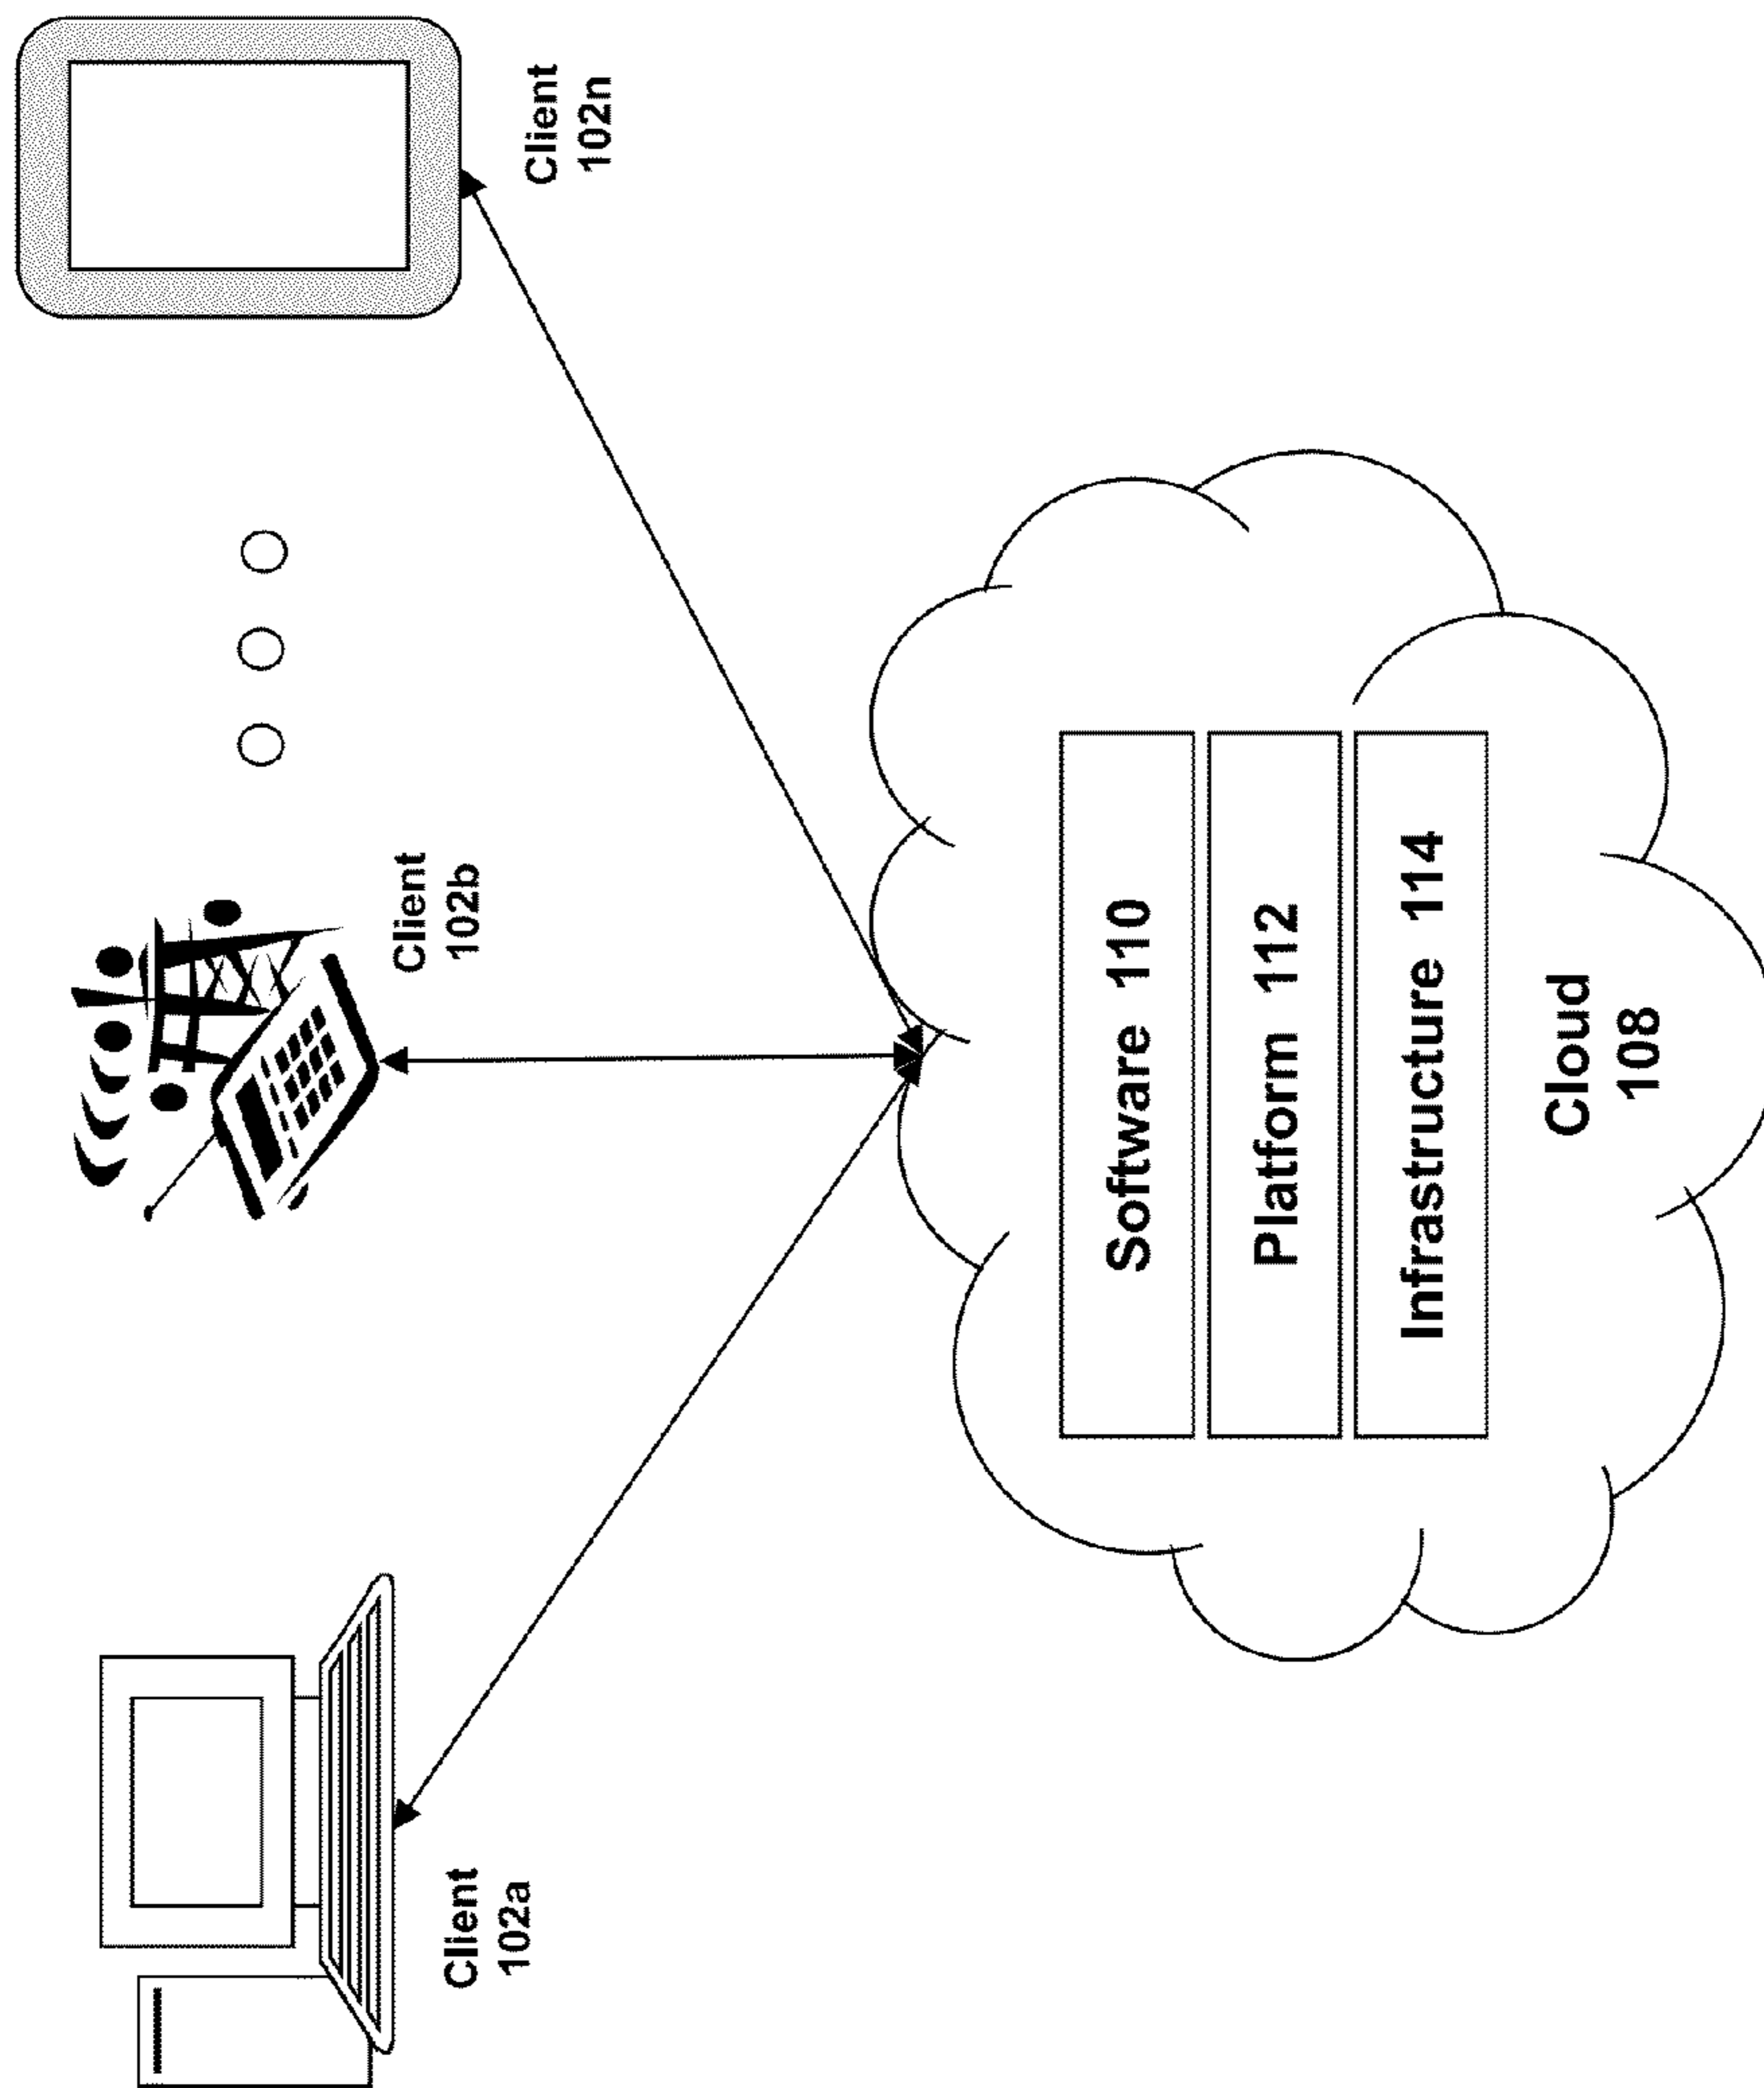 Client
102a
Client
102b
Client
102n
Software 110
Platform 112
Infrastructure 114
Cloud
108